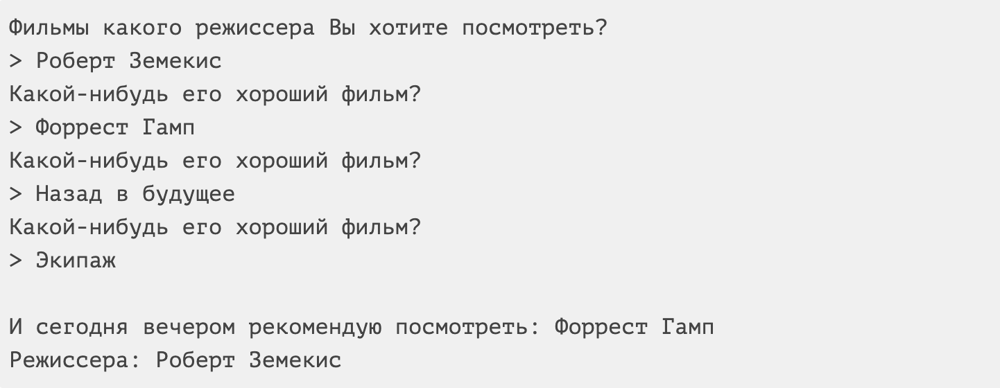 Фильмы какого режиссера Вы хотите посмотреть?
> Роберт Земекис
Какой-нибудь его хороший фильм?
> Форрест Гамп
Какой-нибудь его хороший фильм?
> Назад в будущее
Какой-нибудь его хороший фильм?
> Экипаж

И сегодня вечером рекомендую посмотреть: Форрест Гамп
Режиссера: Роберт Земекис